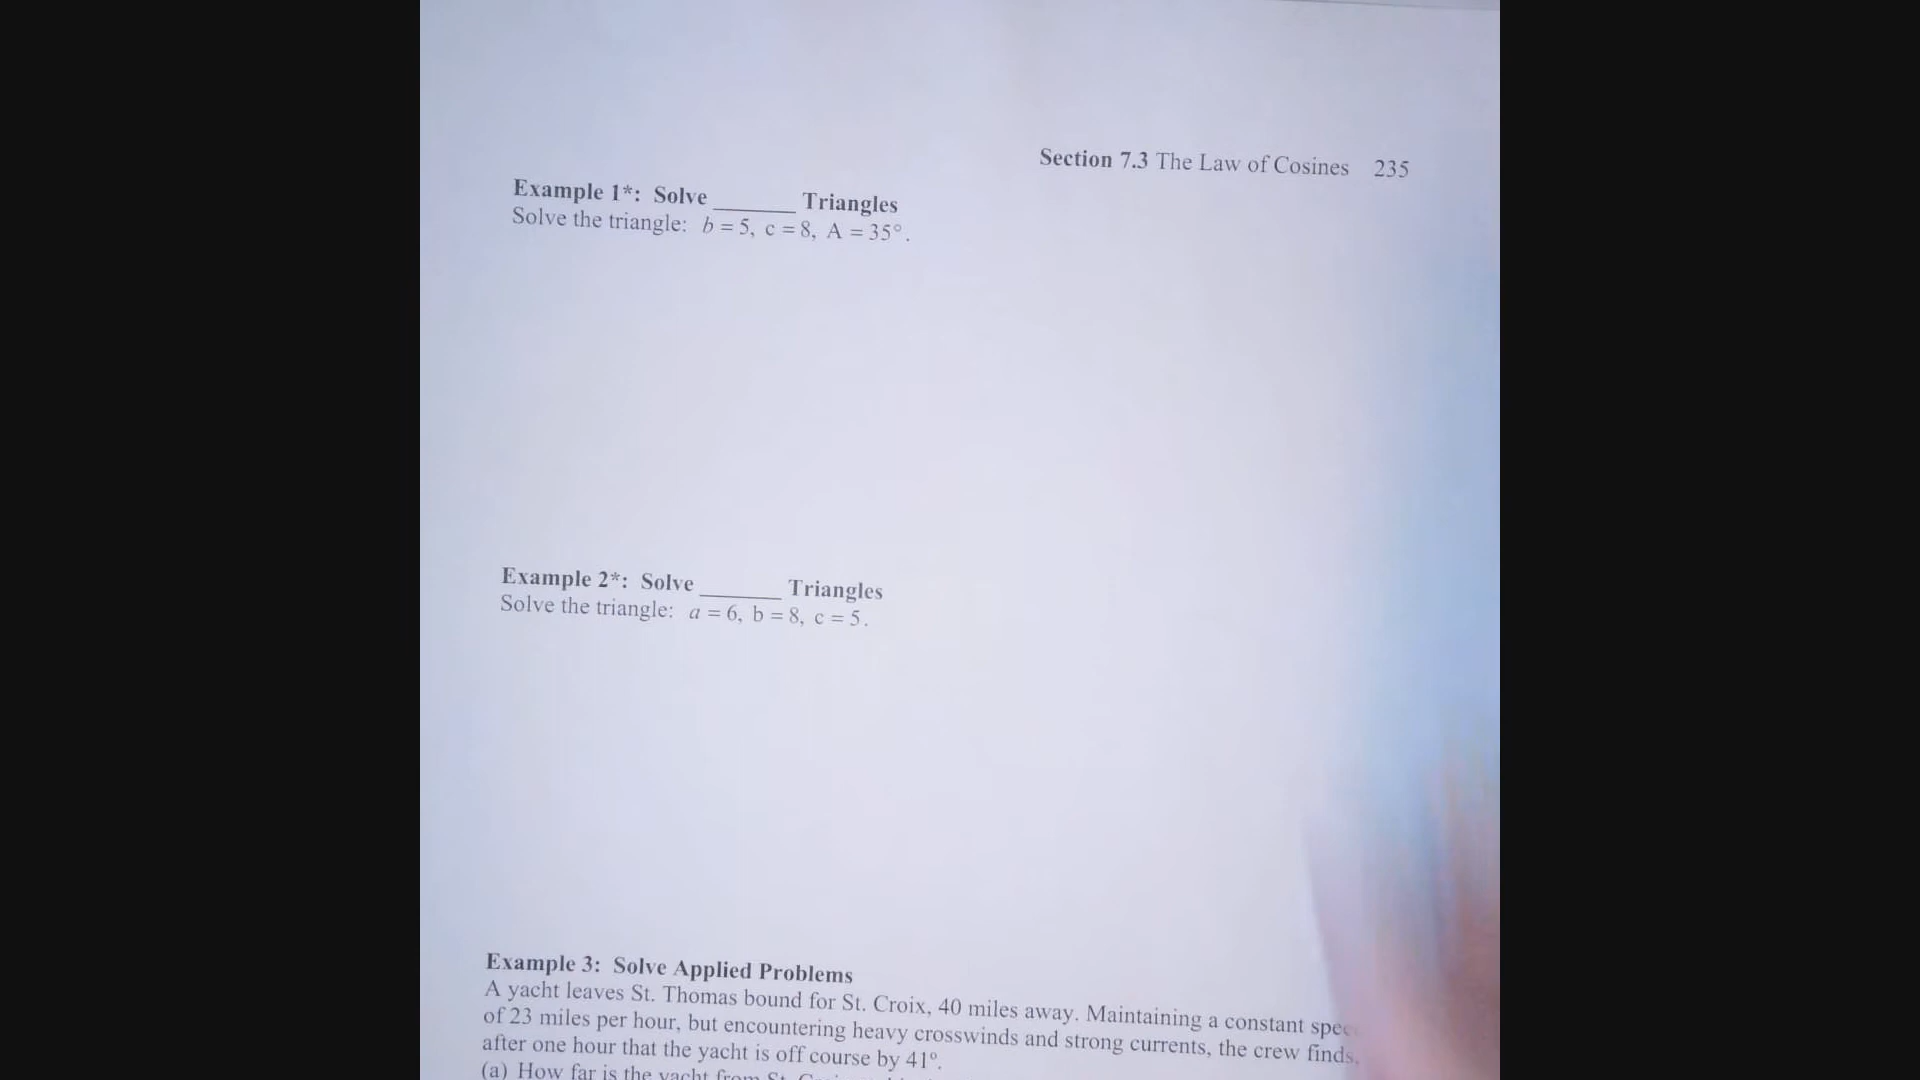 Section 7.3 The Law of Cosines 235
Example 1*: Solve ______ Triangles
Solve the triangle: b = 5, c = 8, A = 35°.
Example 2*: Solve ______ Triangles
Solve the triangle: a = 6, b = 8, c = 5.
Example 3: Solve Applied Problems
A yacht leaves St. Thomas bound for St. Croix, 40 miles away. Maintaining a constant
of 23 miles per hour, but encountering heavy crosswinds and strong currents, the crew finds,
after one hour that the yacht is off course by 41°.
(a) How far is the yacht from St.